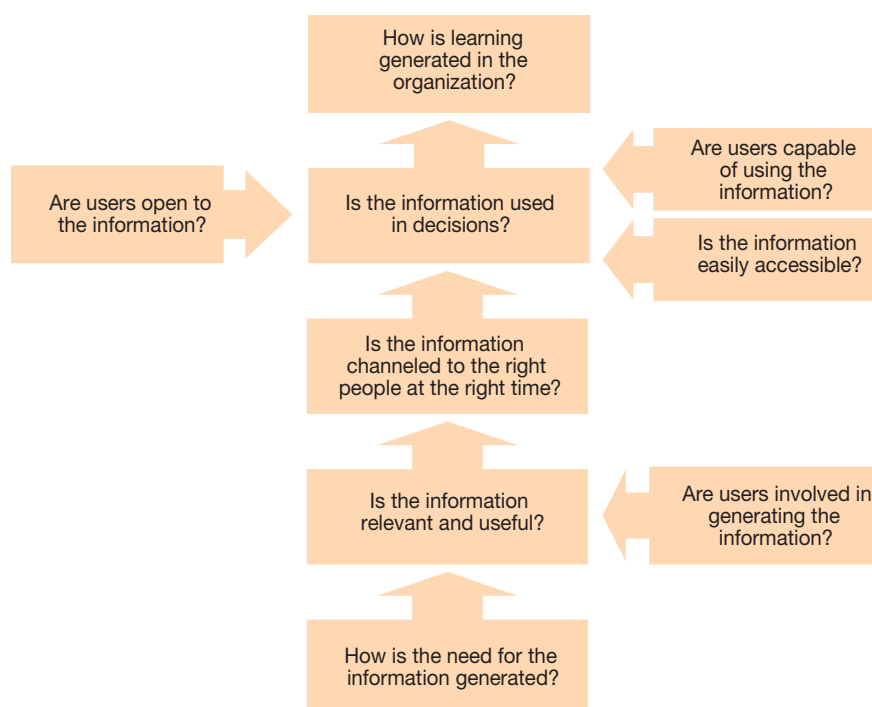 How is learning
generated in the
organization?
Are users capable
of using the
information?
Are users open to
the information?
Is the information used
in decisions?
Is the information
easily accessible?
Is the information
channeled to the right
people at the right time?
Is the information
relevant and useful?
Are users involved in
generating the
information?
How is the need for the
information generated?